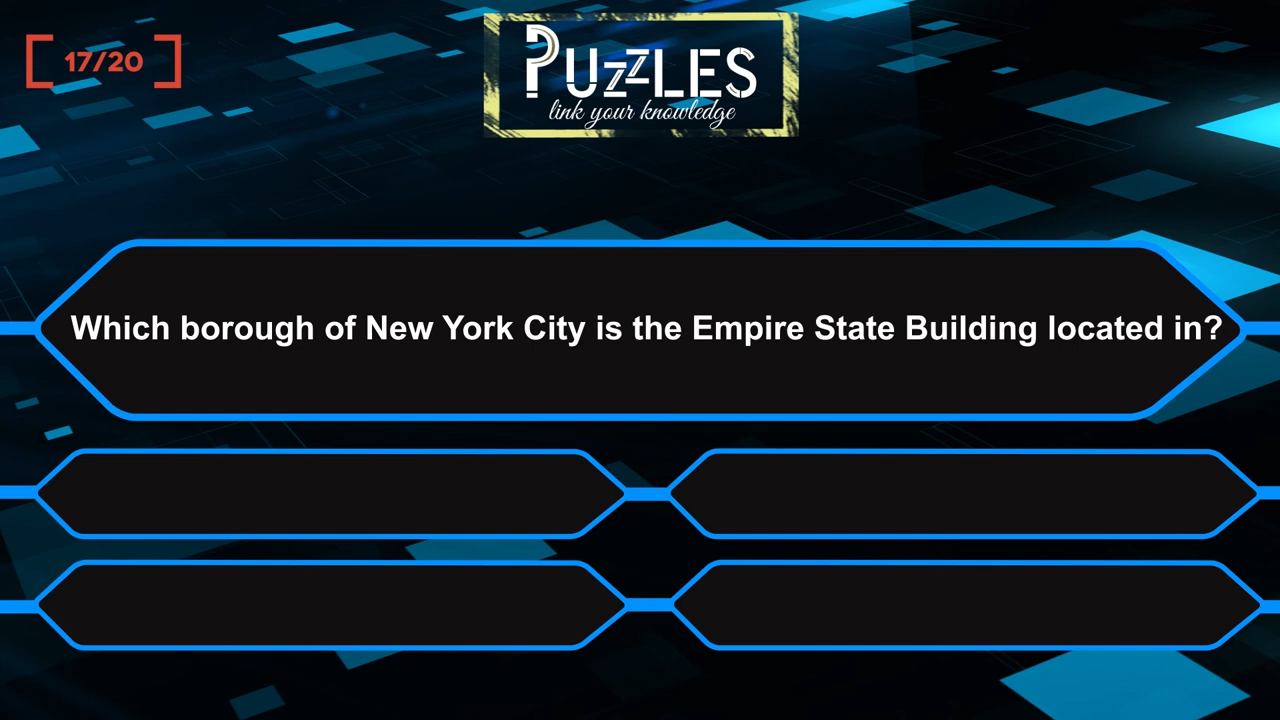 17/20
PUZZLES
link your knowledge
Which borough of New York City is the Empire State Building located in?